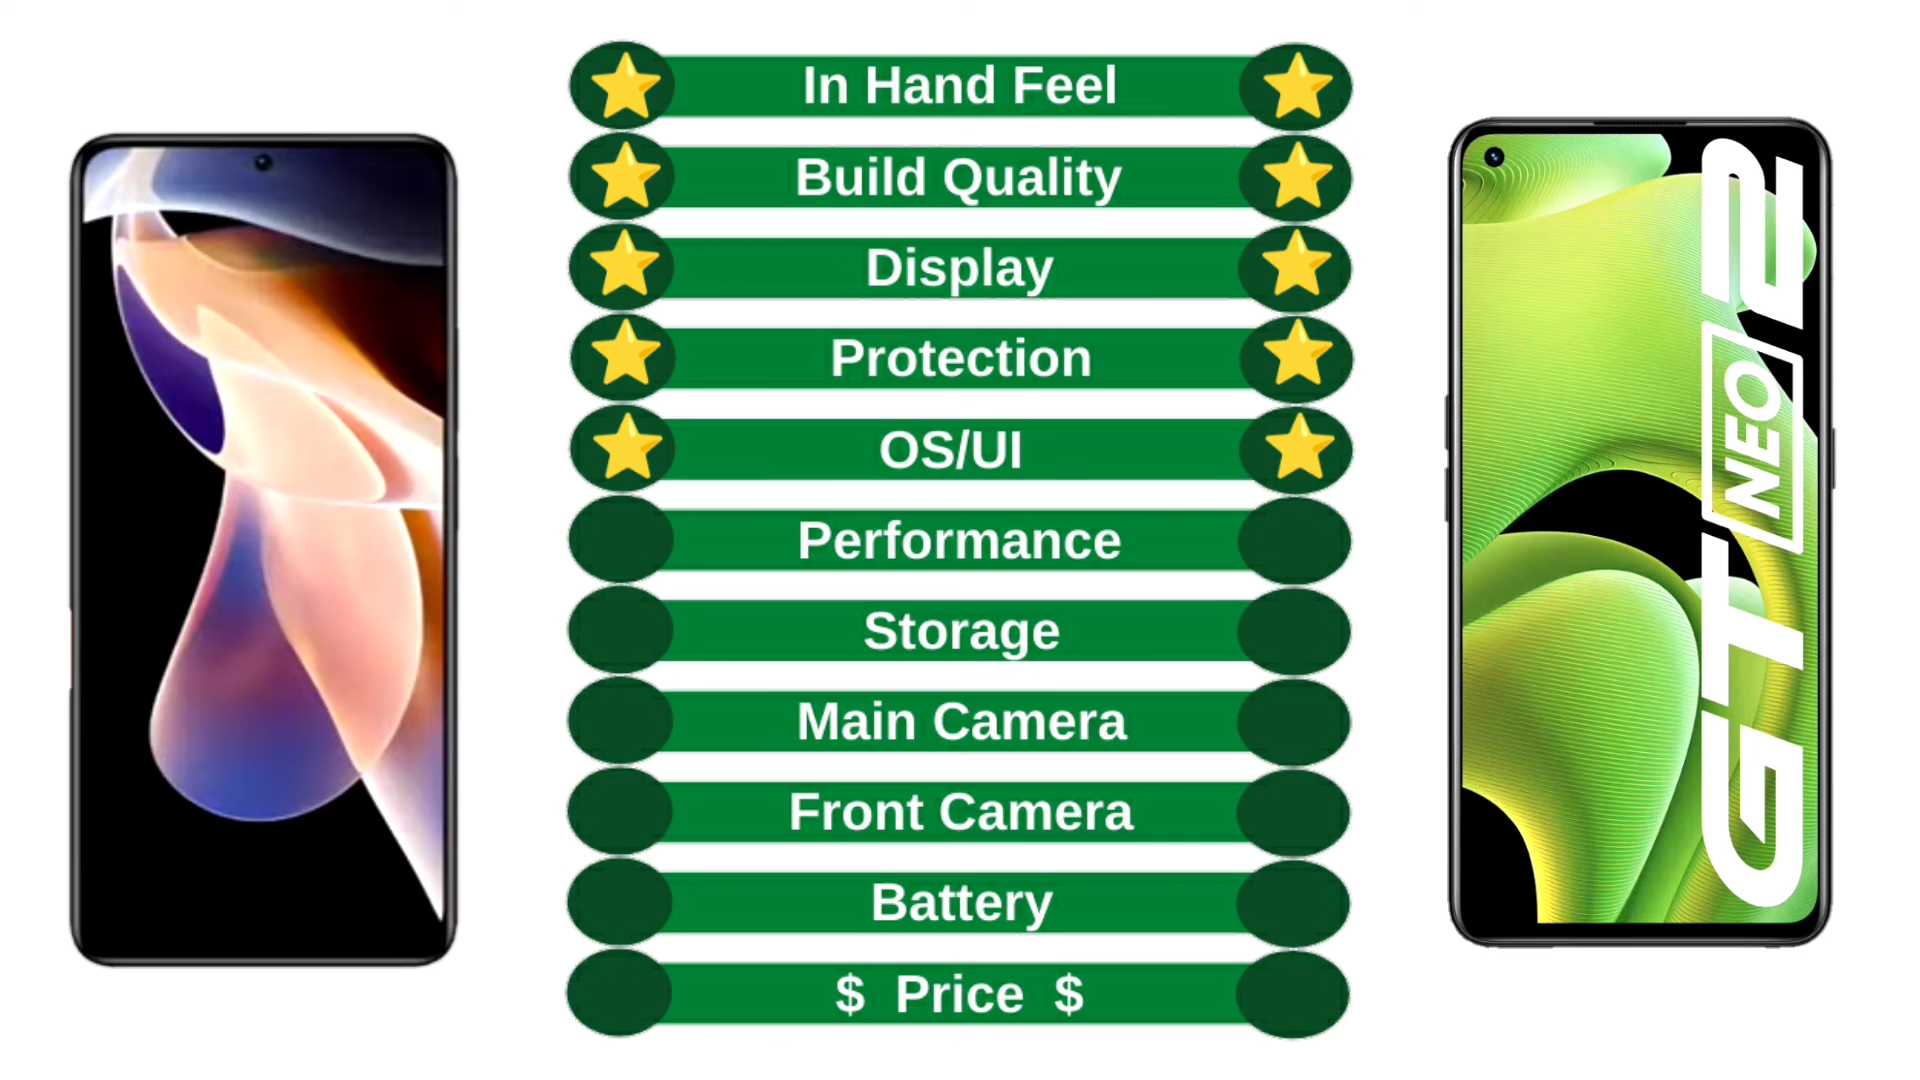 In Hand Feel
Build Quality
Display
Protection
OS/UI
Performance
Storage
Main Camera
Front Camera
Battery
$ Price $
GT NEO 2